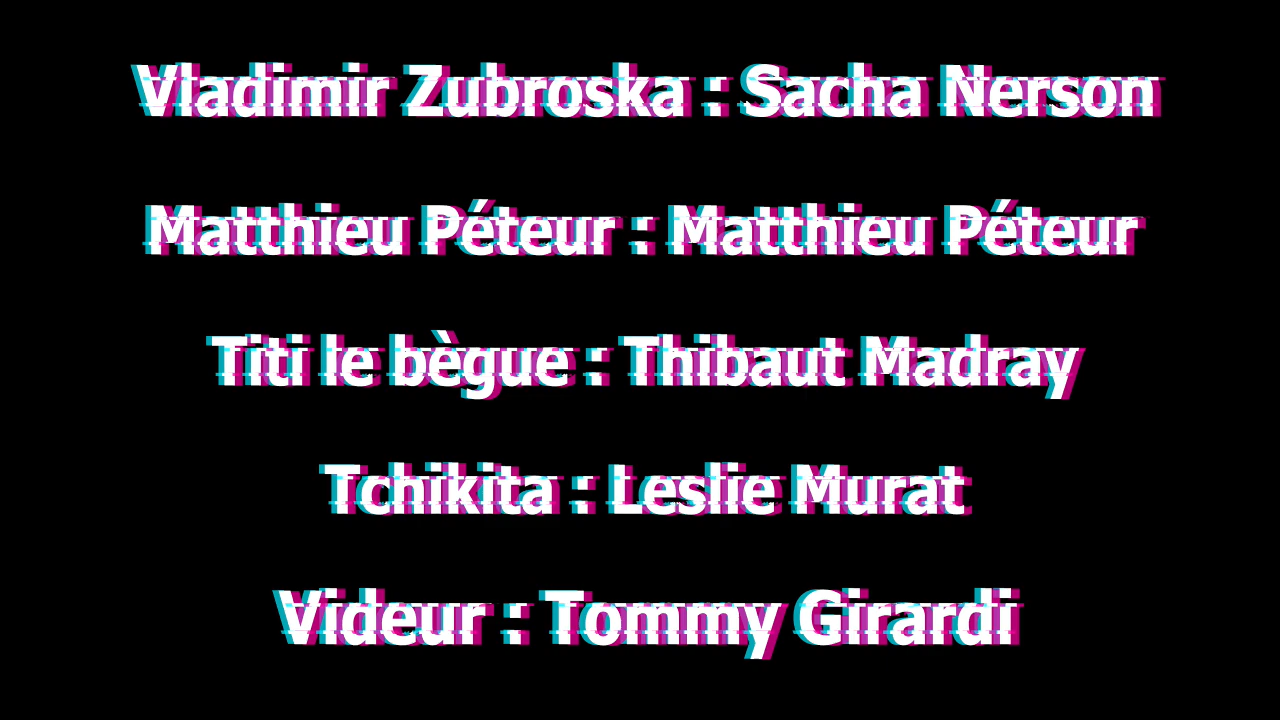 Vladimir Zubroska : Sacha Nerson
Matthieu Péteur : Matthieu Péteur
Titi le bègue : Thibaut Madray
Tchikita : Leslie Murat
Videur : Tommy Girardi